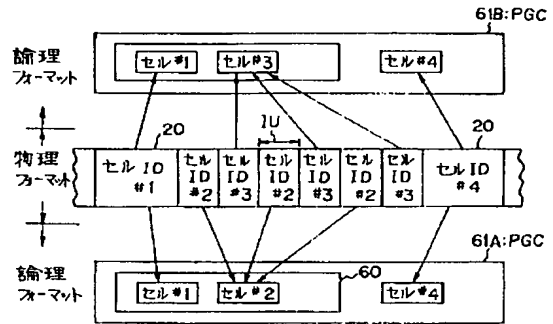 61B:PGC
論理
フォーマット
セル#1
セル#3
セル#4
20
IU
20
物理
フォーマット
セル ID #1
セル ID #2
セル ID #3
セル ID #2
セル ID #3
セル ID #2
セル ID #3
セル ID #4
61A:PGC
論理
フォーマット
60
セル#1
セル#2
セル#4